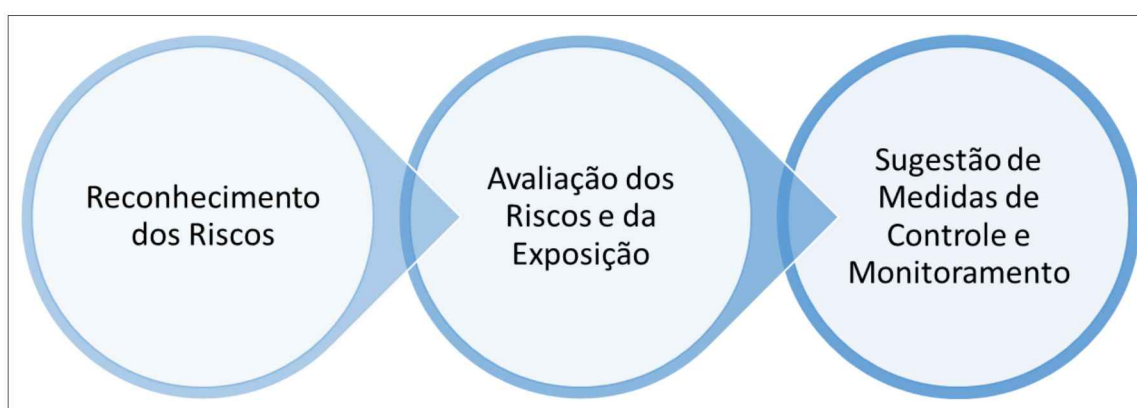 Reconhecimento
dos Riscos
Avaliação dos
Riscos e da
Exposição
Sugestão de
Medidas de
Controle e
Monitoramento